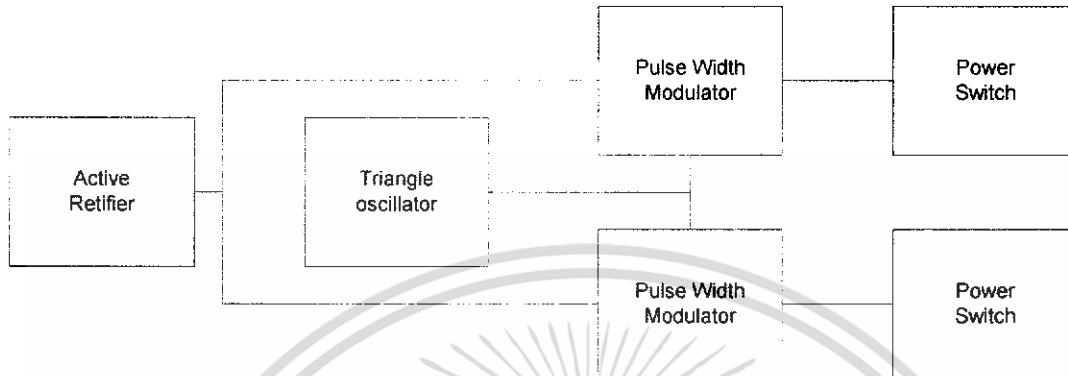 Pulse Width
Modulator
Power
Switch
Active
Retifier
Triangle
oscillator
Pulse Width
Modulator
Power
Switch